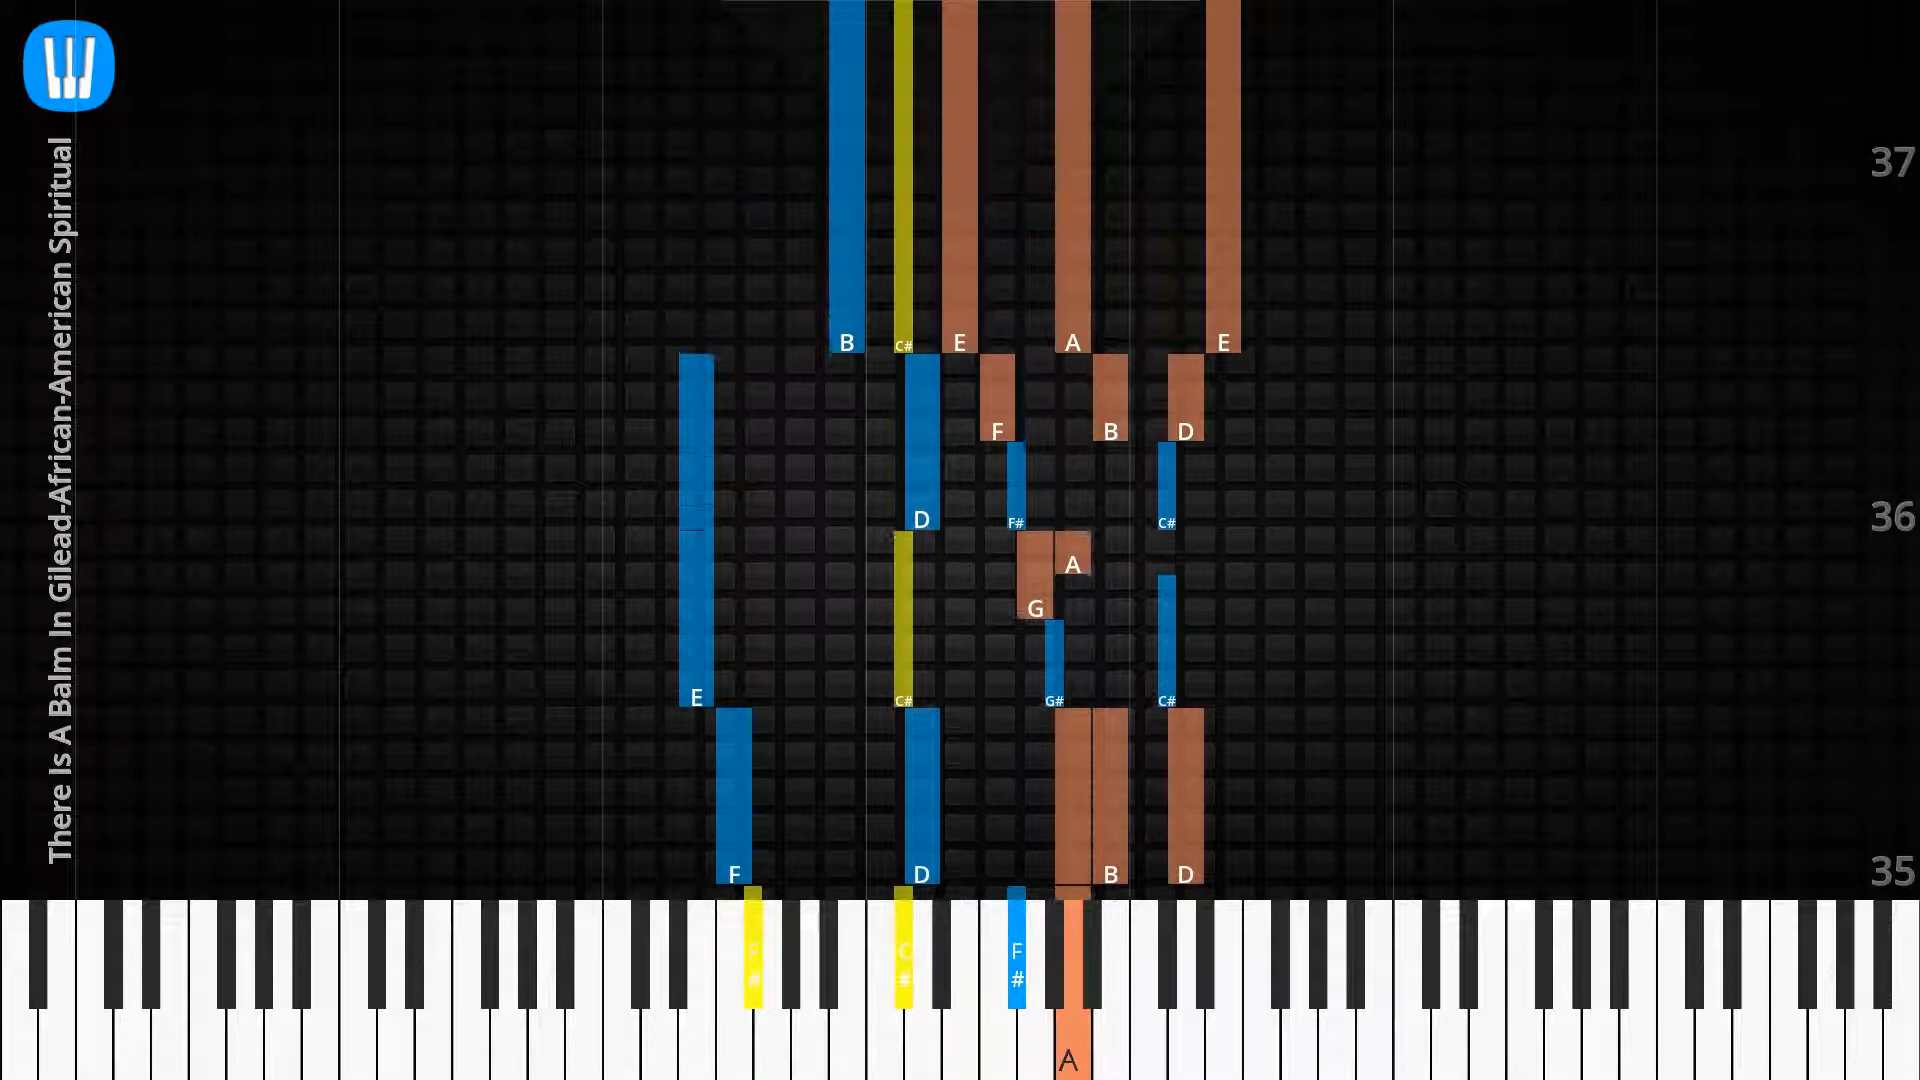 There Is A Balm In Gilead-African-American Spiritual
37
B C# E A E
F B D
36
D F# C#
A
G
E C# G# C#
35
F D B D
F# C# F#
A